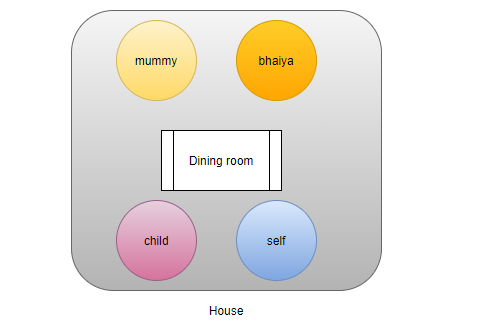 mummy
bhaiya
Dining room
child
self
House